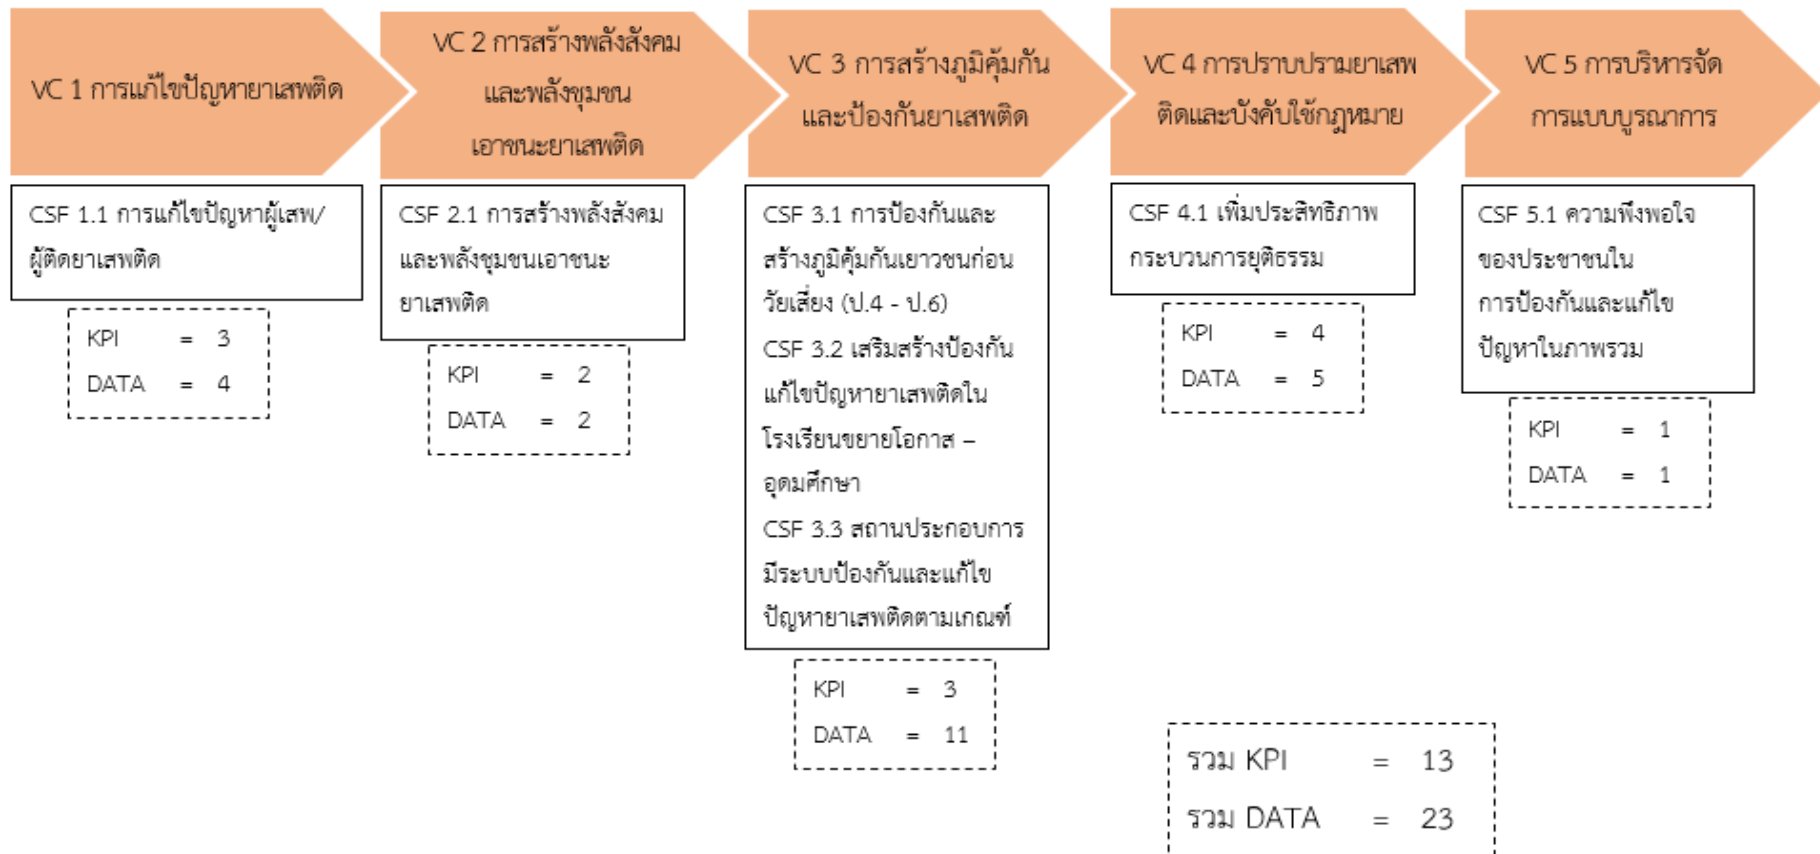 VC 1 การแก้ไขปัญหายาเสพติด
VC 2 การสร้างพลังสังคม
และพลังชุมชน
เอาชนะยาเสพติด
VC 3 การสร้างภูมิคุ้มกัน
และป้องกันยาเสพติด
VC 4 การปราบปรามยาเสพ
ติดและบังคับใช้กฎหมาย
VC 5 การบริหารจัด
การแบบบูรณาการ
CSF 1.1 การแก้ไขปัญหาผู้เสพ/
ผู้ติดยาเสพติด
KPI = 3
DATA = 4
CSF 2.1 การสร้างพลังสังคม
และพลังชุมชนเอาชนะ
ยาเสพติด
KPI = 2
DATA = 2
CSF 3.1 การป้องกันและ
สร้างภูมิคุ้มกันเยาวชนก่อน
วัยเสี่ยง (ป.4 - ป.6)
CSF 3.2 เสริมสร้างป้องกัน
แก้ไขปัญหายาเสพติดใน
โรงเรียนขยายโอกาส –
อุดมศึกษา
CSF 3.3 สถานประกอบการ
มีระบบป้องกันและแก้ไข
ปัญหายาเสพติดตามเกณฑ์
KPI = 3
DATA = 11
CSF 4.1 เพิ่มประสิทธิภาพ
กระบวนการยุติธรรม
KPI = 4
DATA = 5
CSF 5.1 ความพึงพอใจ
ของประชาชนใน
การป้องกันและแก้ไข
ปัญหาในภาพรวม
KPI = 1
DATA = 1
รวม KPI = 13
รวม DATA = 23